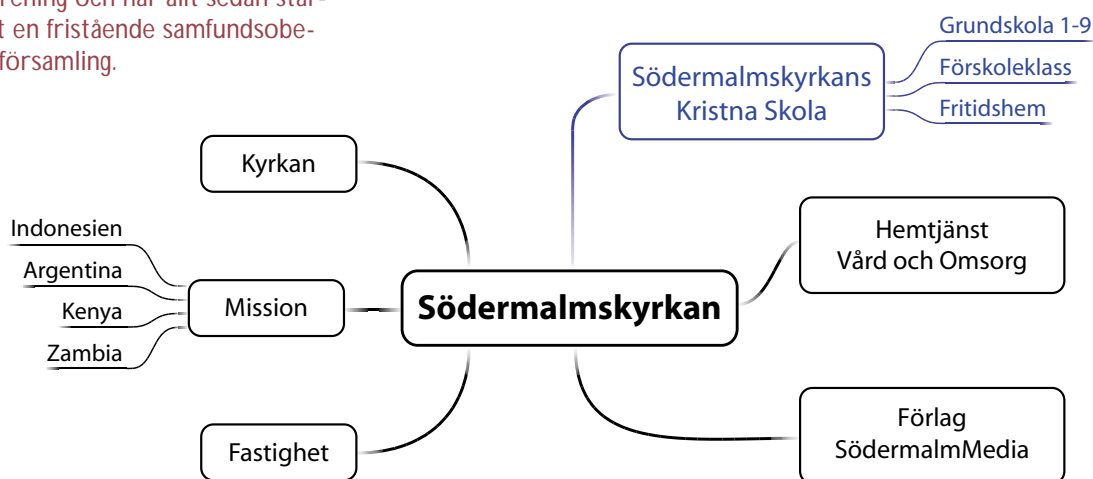 rening och har allt sedan star-
t en fristående samfundsobe-
församling.
Grundskola 1-9
Förskoleklass
Fritidshem
Södermalmskyrkans
Kristna Skola
Kyrkan
Hemtjänst
Vård och Omsorg
Indonesien
Argentina
Kenya
Zambia
Mission
Södermalmskyrkan
Fastighet
Förlag
SödermalmMedia